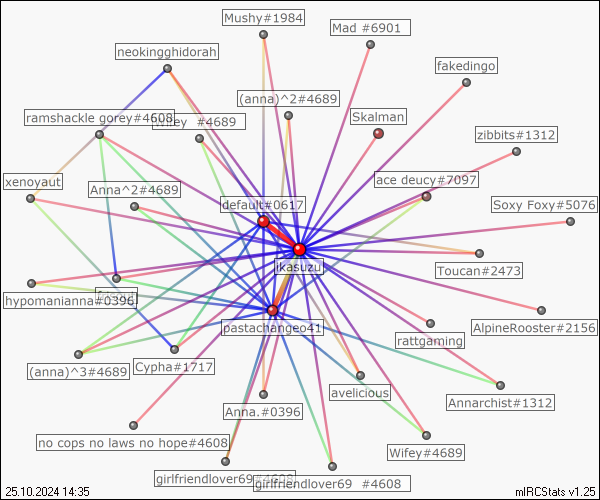 Mushy#1984
Mad #6901
neokingghidorah
fakedingo
(anna)^2#4689
ramshackle gorey#4608
wifey #4689
Skalman
zibbits#1312
xenoyaut
Anna^2#4689
ace deucy#7097
default#0617
Soxy Foxy#5076
ikasuzu
Toucan#2473
hypomanianna#0396
pastachangeo41
AlpineRooster#2156
rattgaming
(anna)^3#4689
Cypha#1717
avelicious
Annarchist#1312
Anna.#0396
no cops no laws no hope#4608
Wifey#4689
girlfriendlover69#4608
girlfriendlover69 #4608
25.10.2024 14:35
mIRCStats v1.25